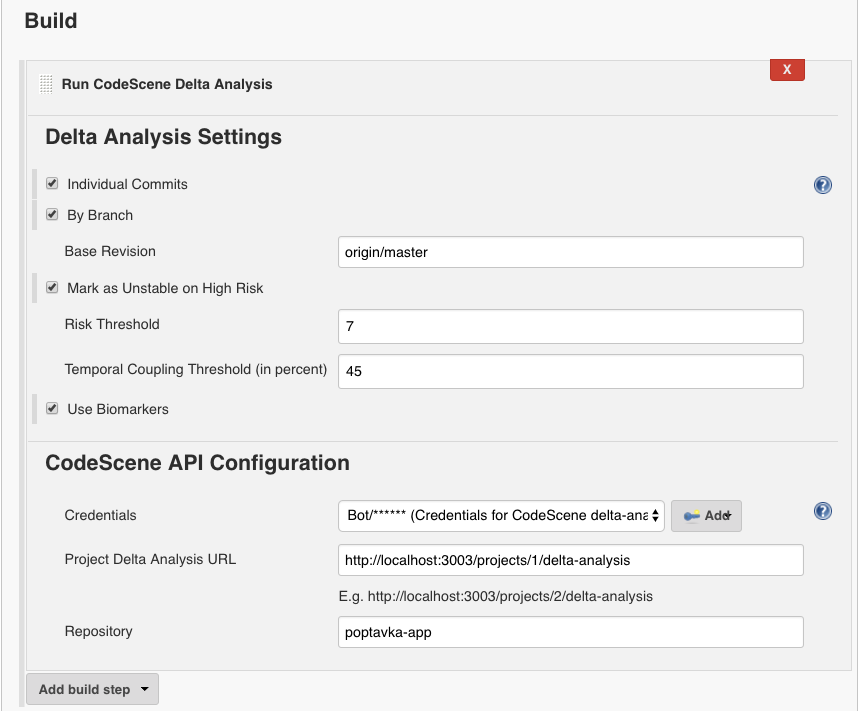 Build
X
Run CodeScene Delta Analysis
Delta Analysis Settings
Individual Commits
?
By Branch
Base Revision
origin/master
Mark as Unstable on High Risk
Risk Threshold
7
Temporal Coupling Threshold (in percent)
45
Use Biomarkers
CodeScene API Configuration
Credentials
Bot/****** (Credentials for CodeScene delta-ana
Add
?
Project Delta Analysis URL
http://localhost:3003/projects/1/delta-analysis
E.g. http://localhost:3003/projects/2/delta-analysis
Repository
poptavka-app
Add build step